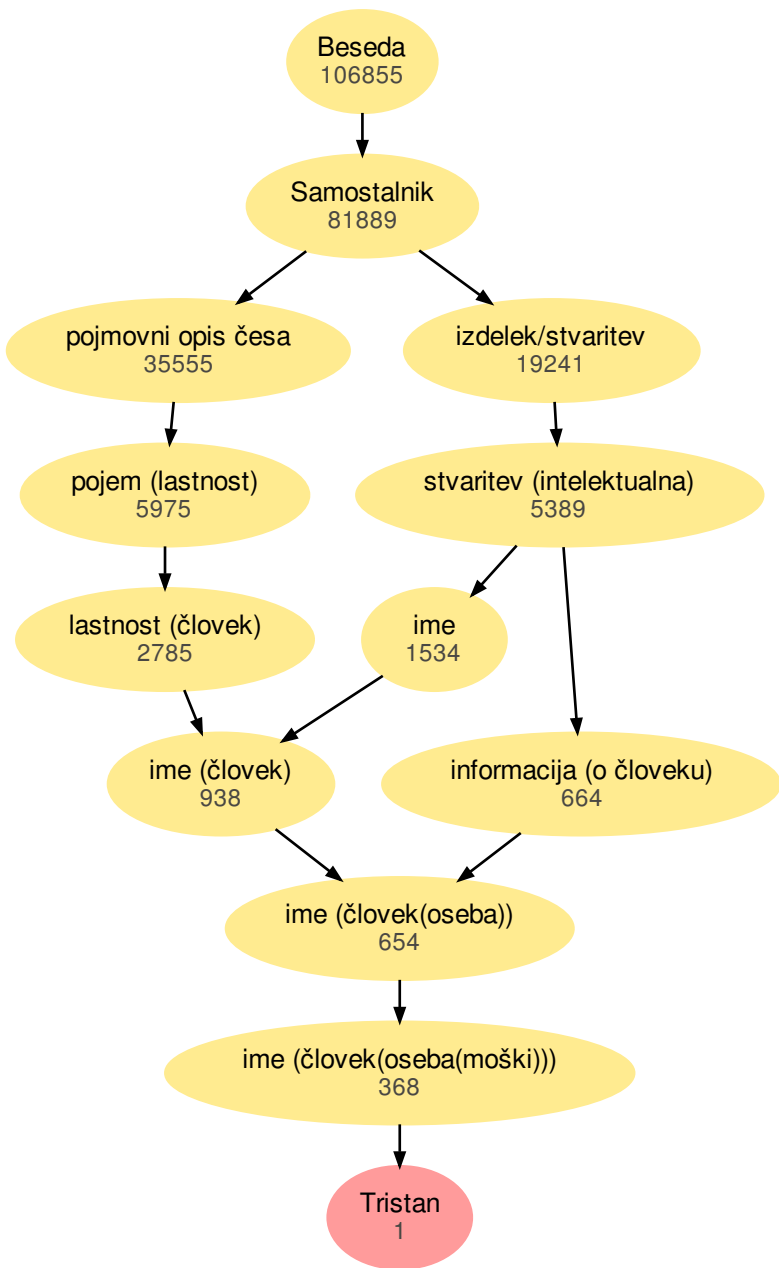 Beseda
106855
Samostalnik
81889
pojmovni opis česa
35555
izdelek/stvaritev
19241
pojem (lastnost)
5975
stvaritev (intelektualna)
5389
lastnost (človek)
2785
ime
1534
ime (človek)
938
informacija (o človeku)
664
ime (človek(oseba))
654
ime (človek(oseba(moški)))
368
Tristan
1